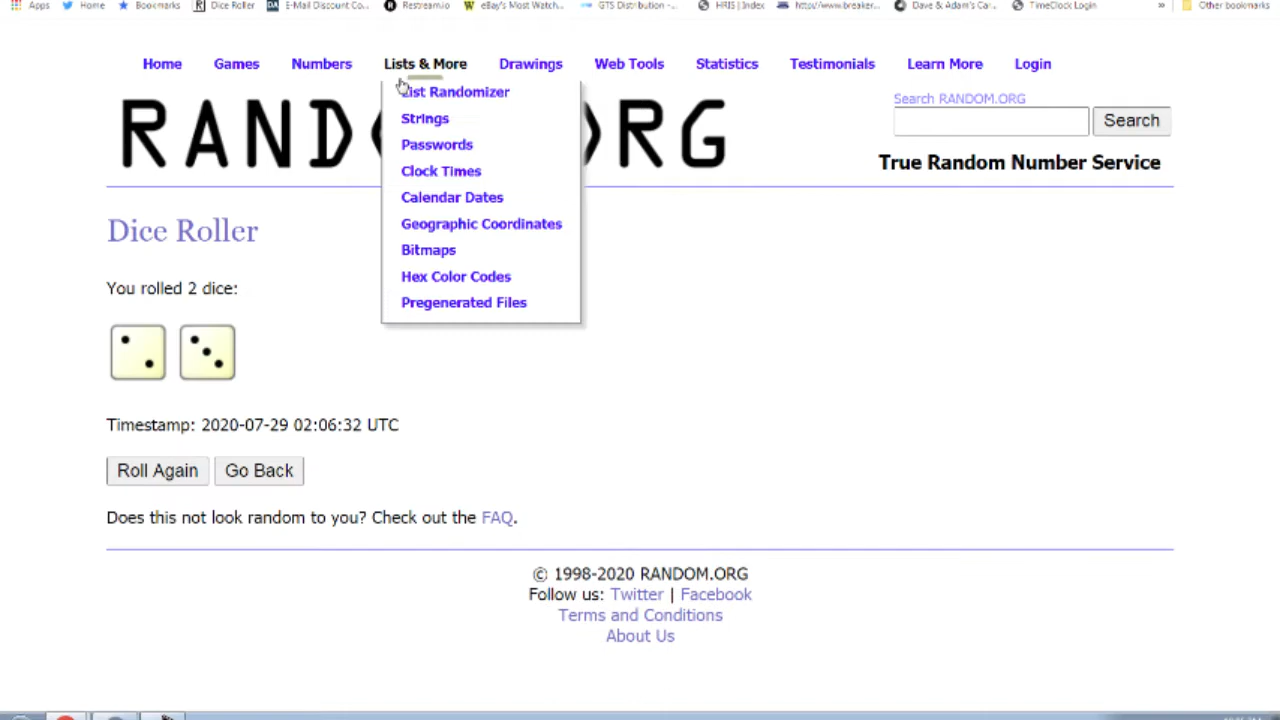 Apps Home Bookmarks Dice Roller E-Mail Discount Co... Restream.io eBay's Most Watch... GTS Distribution -... HRIS | Index http://www.breaker... Dave & Adam's Ca... TimeClock Login » Other bookmarks
Home Games Numbers Lists & More Drawings Web Tools Statistics Testimonials Learn More Login
List Randomizer
Strings
Passwords
Clock Times
Calendar Dates
Geographic Coordinates
Bitmaps
Hex Color Codes
Pregenerated Files
RAND ORG
Search RANDOM.ORG
Search
True Random Number Service
Dice Roller
You rolled 2 dice:
Timestamp: 2020-07-29 02:06:32 UTC
Roll Again Go Back
Does this not look random to you? Check out the FAQ.
© 1998-2020 RANDOM.ORG
Follow us: Twitter | Facebook
Terms and Conditions
About Us